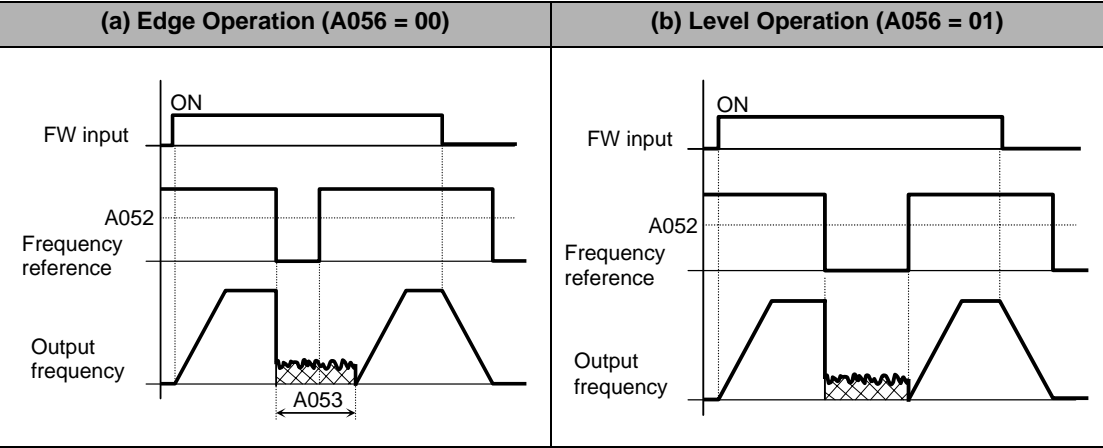 (a) Edge Operation (A056 = 00)
(b) Level Operation (A056 = 01)
ON
FW input
A052
Frequency
reference
Output
frequency
A053
ON
FW input
A052
Frequency
reference
Output
frequency